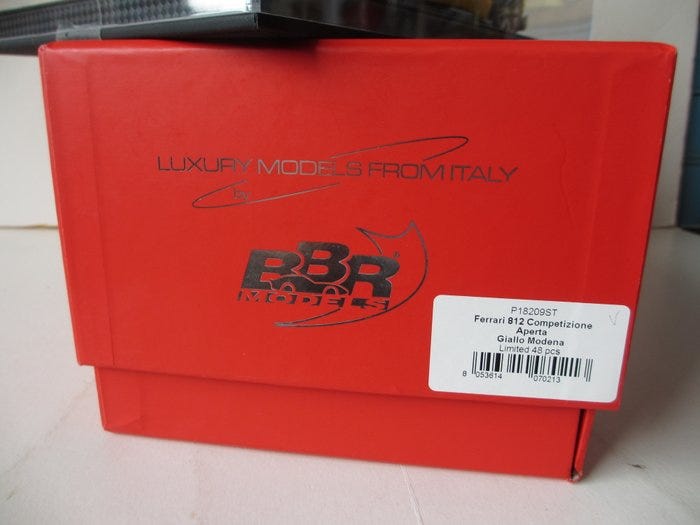 LUXURY MODELS FROM ITALY
by
BBR
MODELS
P18209ST
Ferrari 812 Competizione
Aperta
Giallo Modena
Limited 48 pcs
8 053614 070213